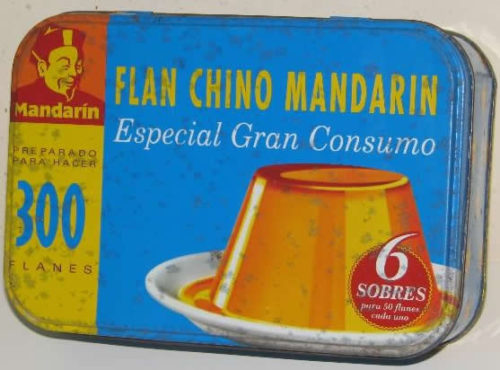 FLAN CHINO MANDARIN
Especial Gran Consumo
Mandarín
PREPARADO
PARA HACER
300
FLANES
6
SOBRES
para 50 flanes
cada uno